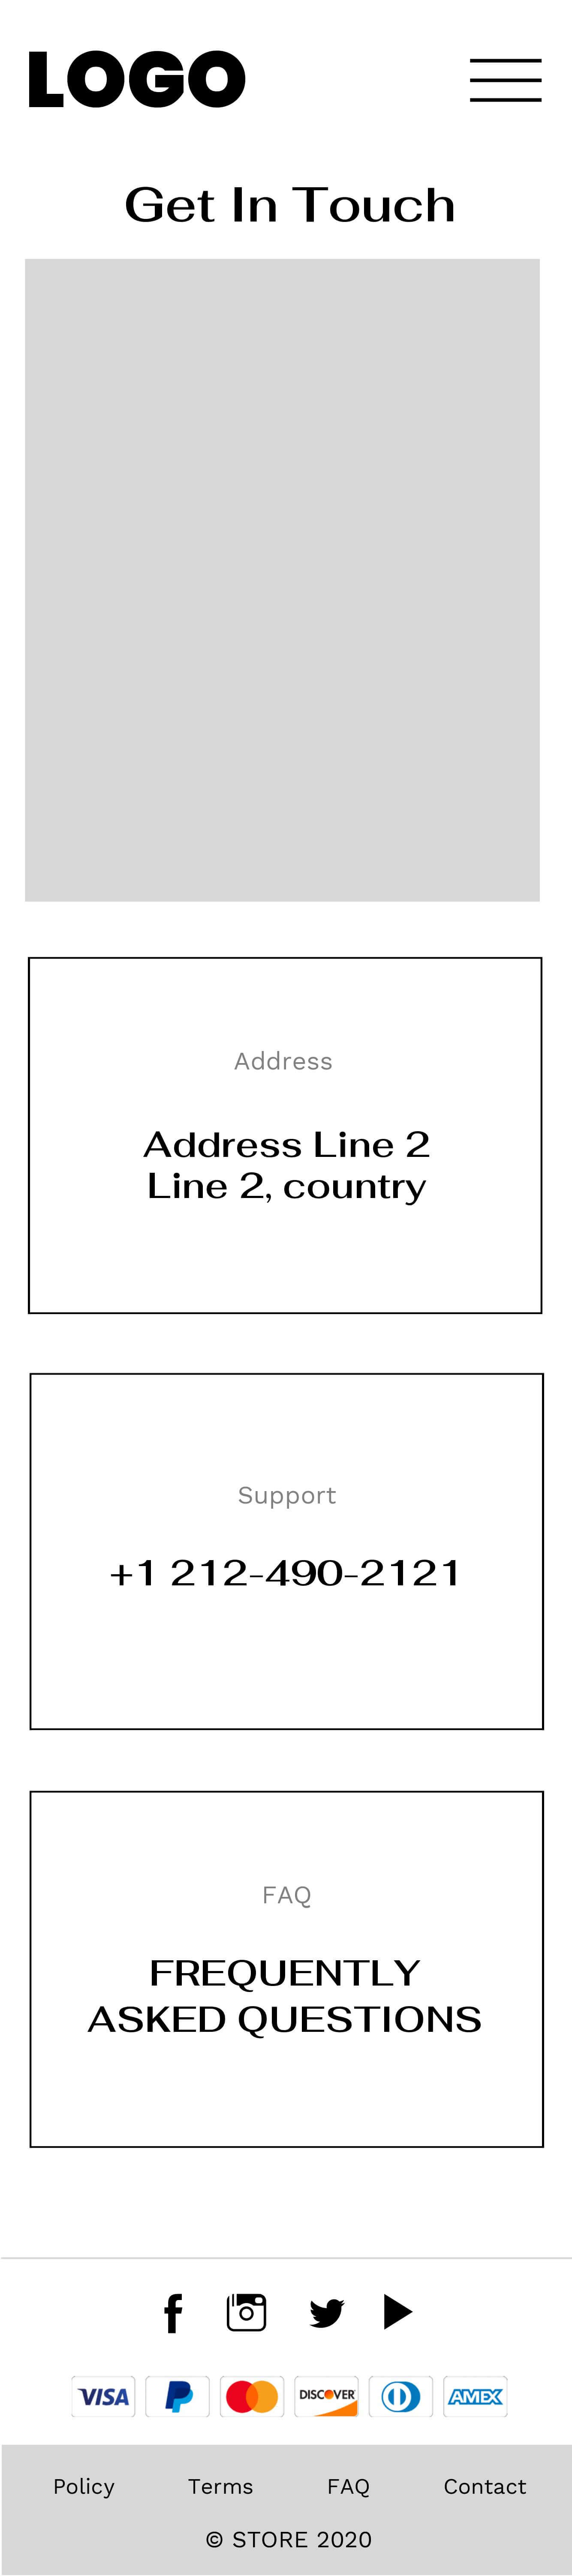 LOGO
Get In Touch
Address
Address Line 2
Line 2, country
Support
+1 212-490-2121
FAQ
FREQUENTLY
ASKED QUESTIONS
VISA DISCOVER AMEX
Policy Terms FAQ Contact
© STORE 2020